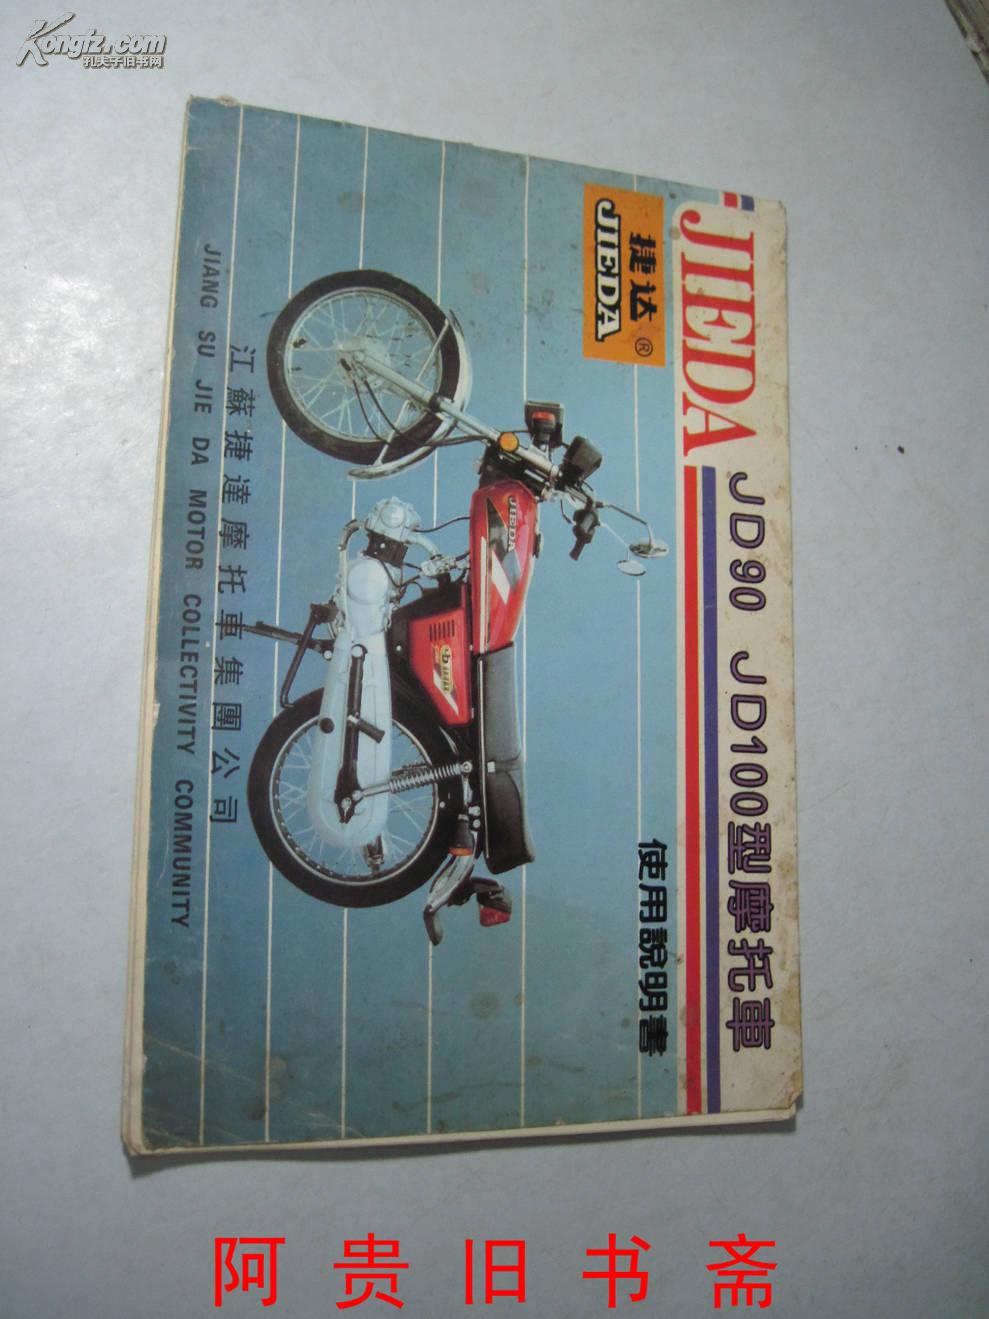 Kongfz.com
孔夫子旧书网
JIEDA
JD90 JD100型摩托車
捷达
JIEDA ®
使用說明書
JIEDA
江蘇捷達摩托車集團公司
JIANG SU JIE DA MOTOR COLLECTIVITY COMMUNITY
阿贵旧书斋